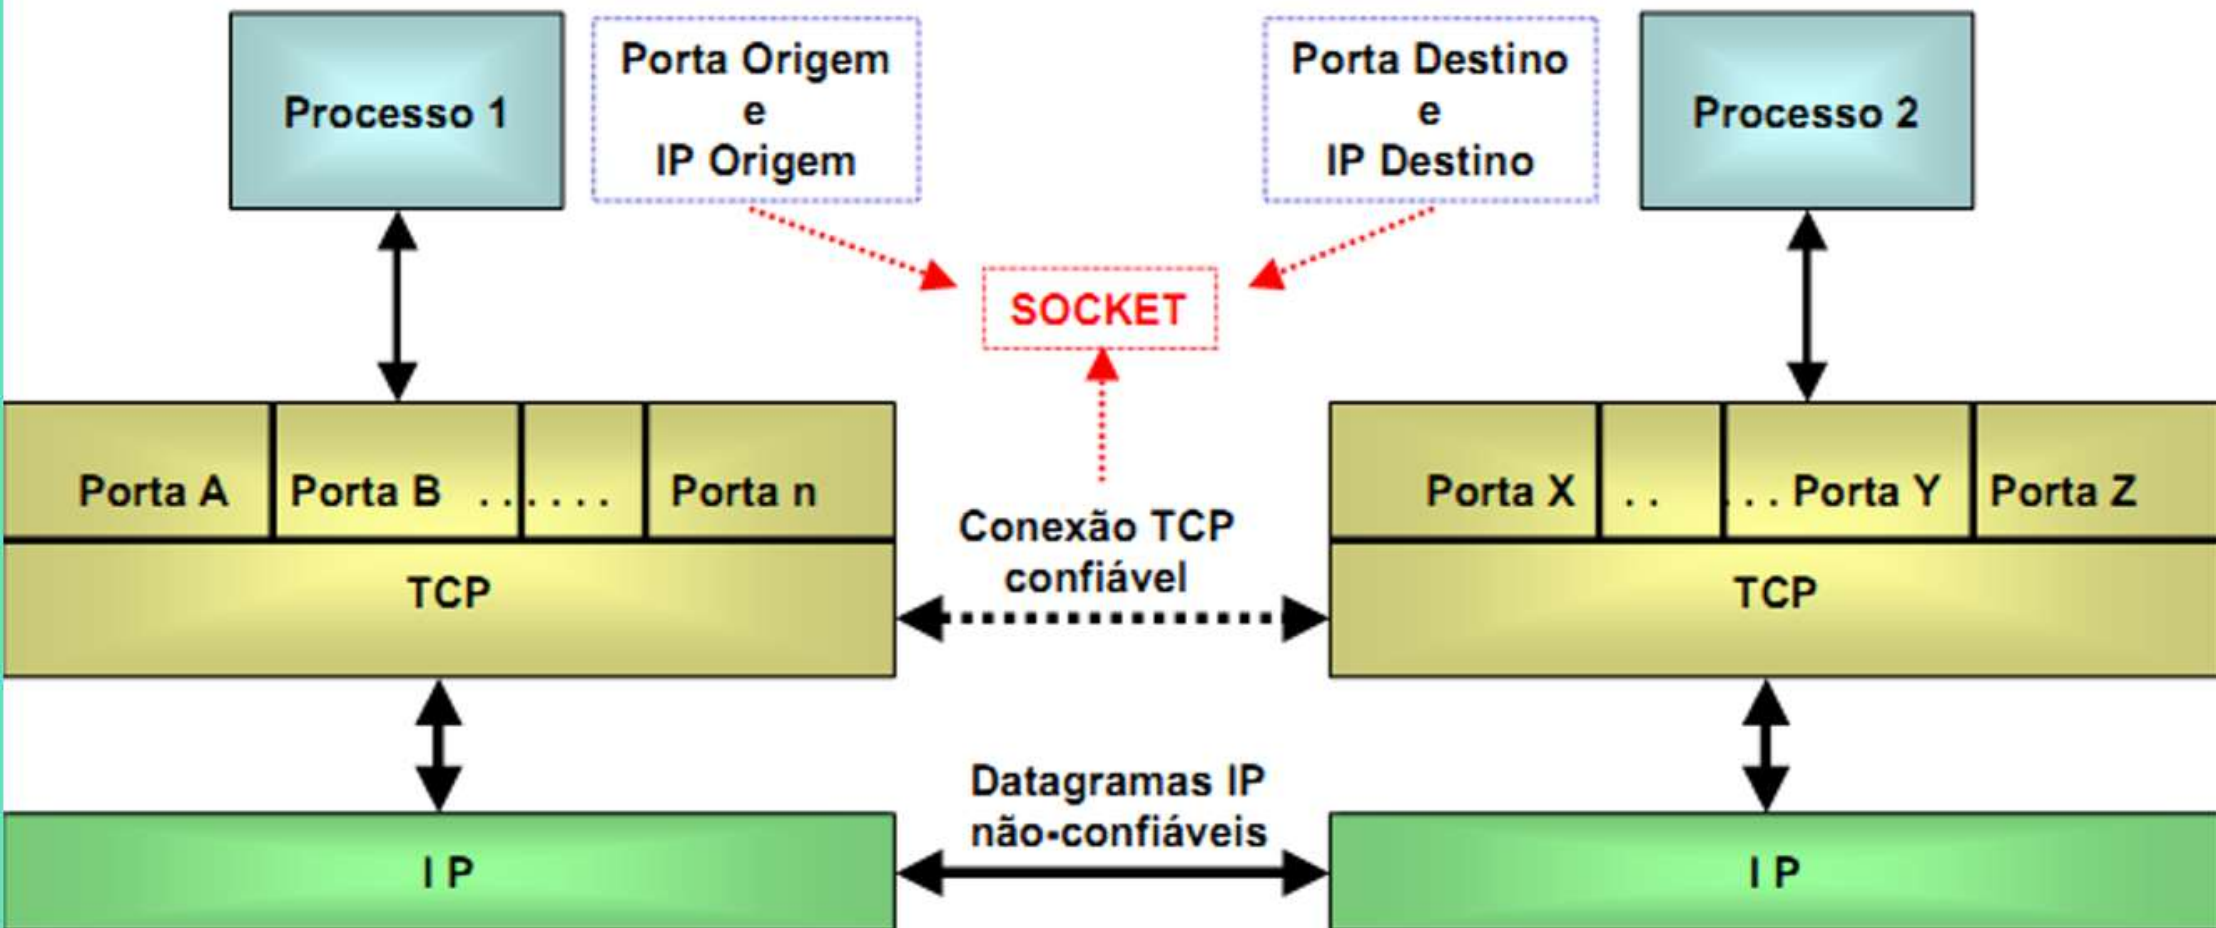 Processo 1
Porta Origem
e
IP Origem
Porta Destino
e
IP Destino
Processo 2
SOCKET
Porta A
Porta B . . . . . .
Porta n
Porta X
. . . . . Porta Y
Porta Z
Conexão TCP
confiável
TCP
TCP
Datagramas IP
não-confiáveis
I P
I P